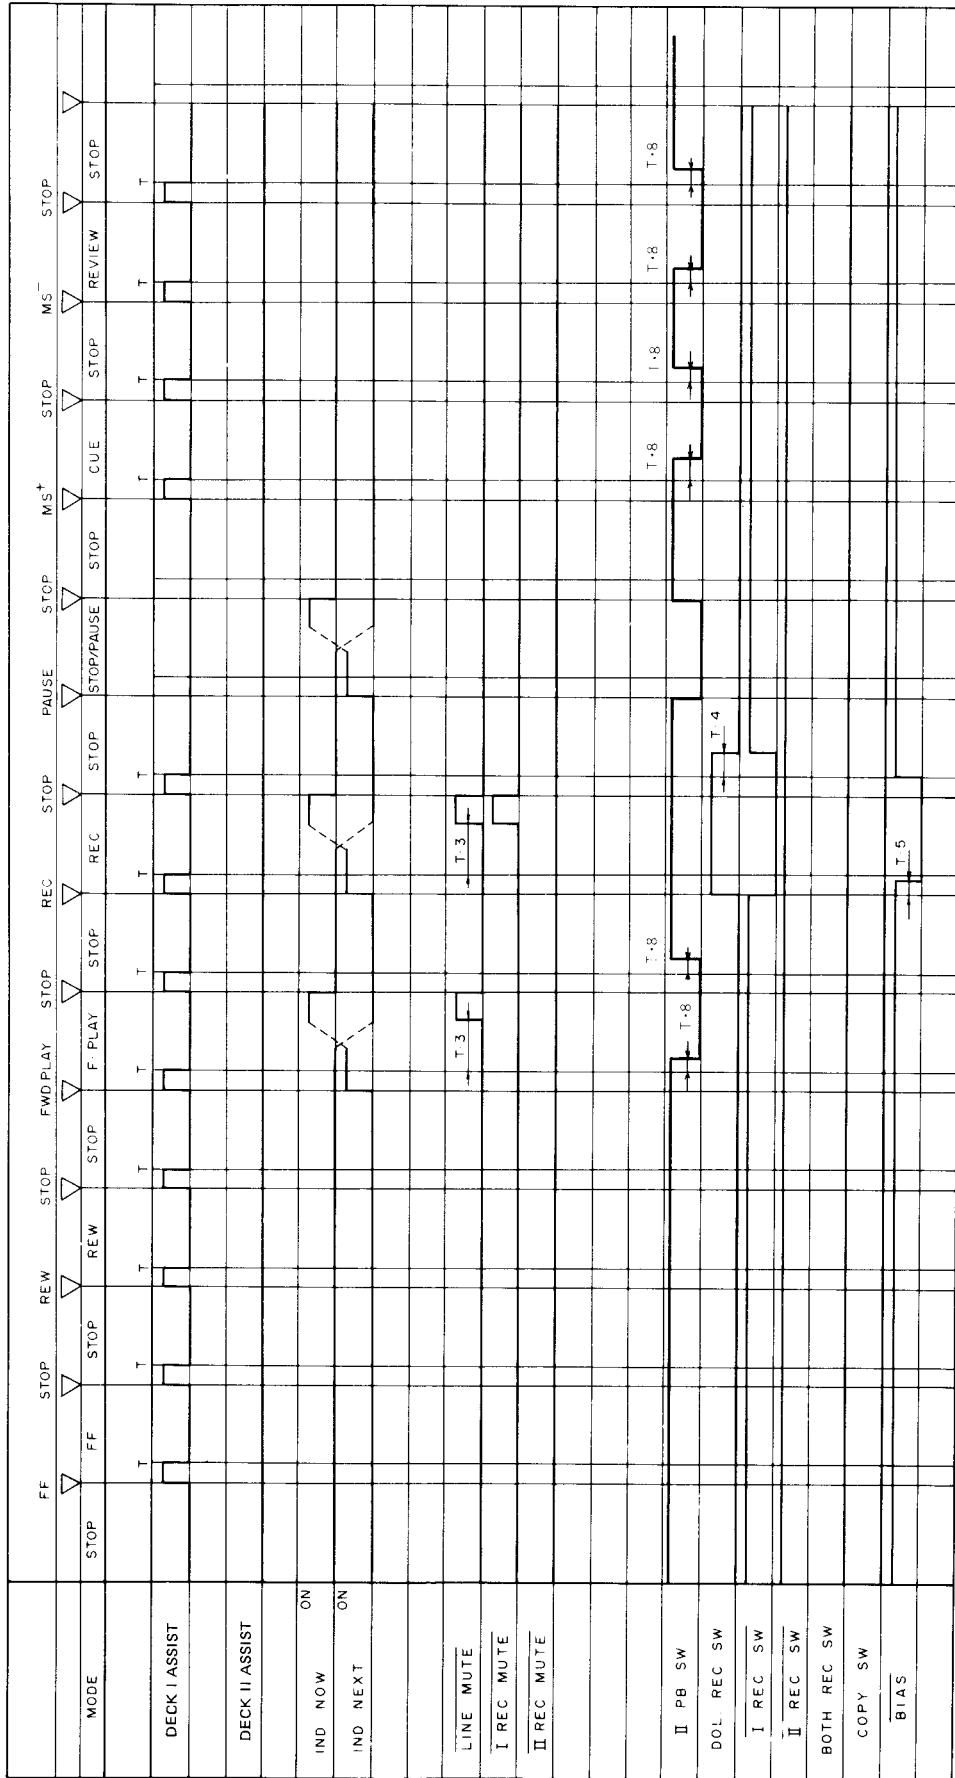 FF STOP REW STOP FWD PLAY STOP REC STOP PAUSE STOP MS+ STOP MS− STOP
MODE STOP FF STOP REW STOP F·PLAY STOP REC STOP STOP/PAUSE STOP CUE STOP REVIEW STOP
T T T T T T T T T T T T
DECK I ASSIST
DECK II ASSIST
IND NOW ON
IND NEXT ON
LINE MUTE T·3 T·3
I REC MUTE
II REC MUTE
T·8 T·8 T·8 T·8 T·8 T·8
II PB SW
DOL REC SW T·4
I REC SW
II REC SW
BOTH REC SW
COPY SW
BIAS T·5